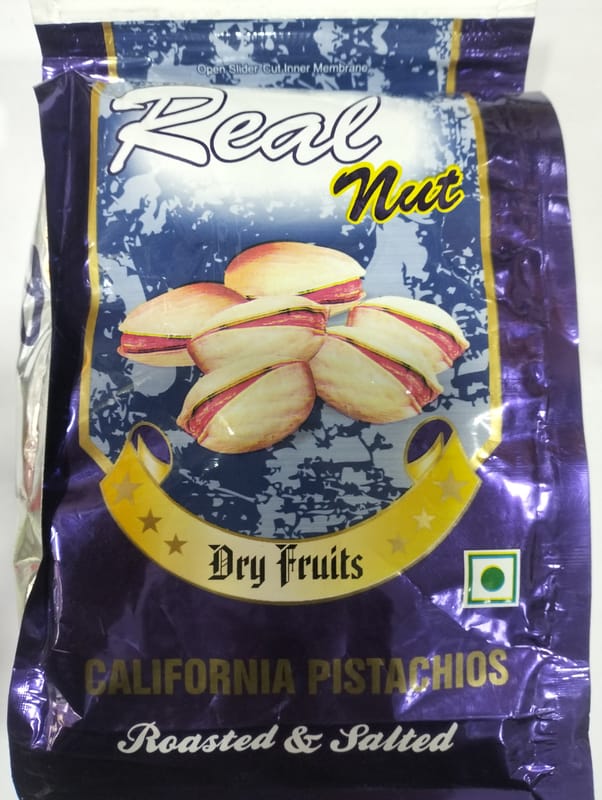 Open Slider Cut Inner Membrane
Real
Nut
Dry Fruits
CALIFORNIA PISTACHIOS
Roasted & Salted